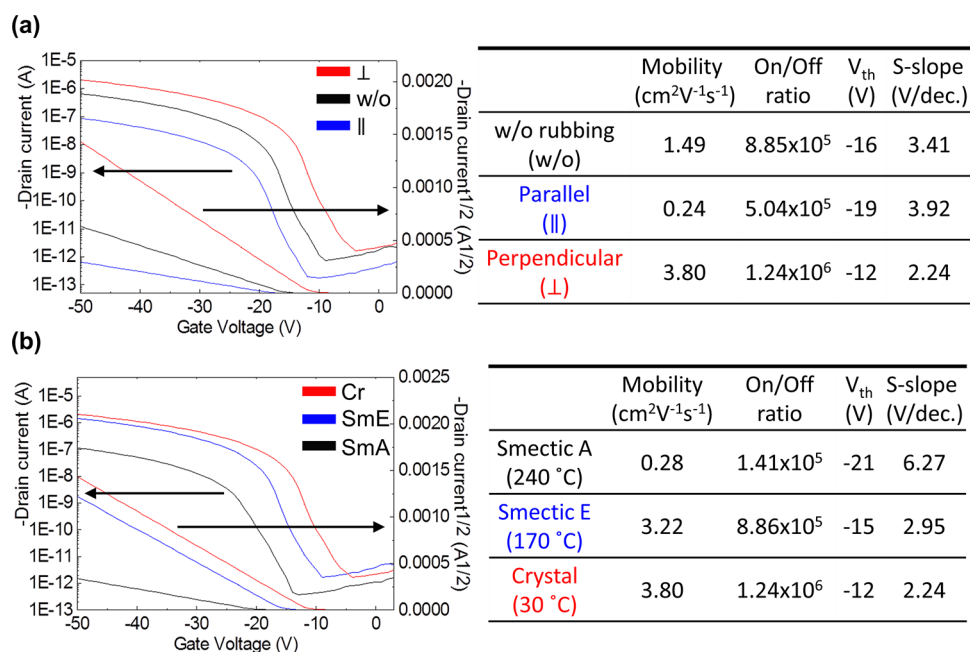 (a)
-Drain current (A)
1E-5
1E-6
1E-7
1E-8
1E-9
1E-10
1E-11
1E-12
1E-13
⊥
w/o
||
0.0020
0.0015
0.0010
0.0005
0.0000
-Drain current1/2 (A1/2)
-50 -40 -30 -20 -10 0
Gate Voltage (V)
Mobility On/Off Vth S-slope
(cm²V⁻¹s⁻¹) ratio (V) (V/dec.)
w/o rubbing
(w/o) 1.49 8.85x10⁵ -16 3.41
Parallel
(||) 0.24 5.04x10⁵ -19 3.92
Perpendicular
(⊥) 3.80 1.24x10⁶ -12 2.24
(b)
-Drain current (A)
1E-5
1E-6
1E-7
1E-8
1E-9
1E-10
1E-11
1E-12
1E-13
Cr
SmE
SmA
0.0025
0.0020
0.0015
0.0010
0.0005
0.0000
-Drain current1/2 (A1/2)
-50 -40 -30 -20 -10 0
Gate Voltage (V)
Mobility On/Off Vth S-slope
(cm²V⁻¹s⁻¹) ratio (V) (V/dec.)
Smectic A
(240 ˚C) 0.28 1.41x10⁵ -21 6.27
Smectic E
(170 ˚C) 3.22 8.86x10⁵ -15 2.95
Crystal
(30 ˚C) 3.80 1.24x10⁶ -12 2.24